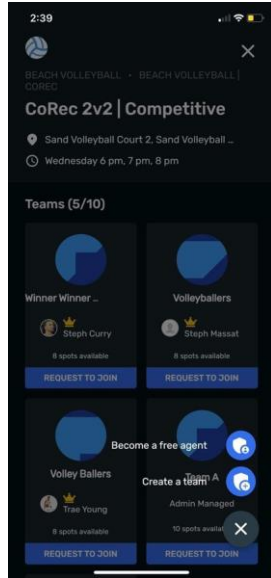 2:39
BEACH VOLLEYBALL • BEACH VOLLEYBALL |
COREC
CoRec 2v2 | Competitive
Sand Volleyball Court 2, Sand Volleyball ...
Wednesday 6 pm, 7 pm, 8 pm
Teams (5/10)
Winner Winner ...
Steph Curry
8 spots available
REQUEST TO JOIN
Volleyballers
Steph Massat
8 spots available
REQUEST TO JOIN
Become a free agent
Create a team
Volley Ballers
Trae Young
8 spots available
REQUEST TO JOIN
Team A
Admin Managed
10 spots availab
REQUEST TO JOIN